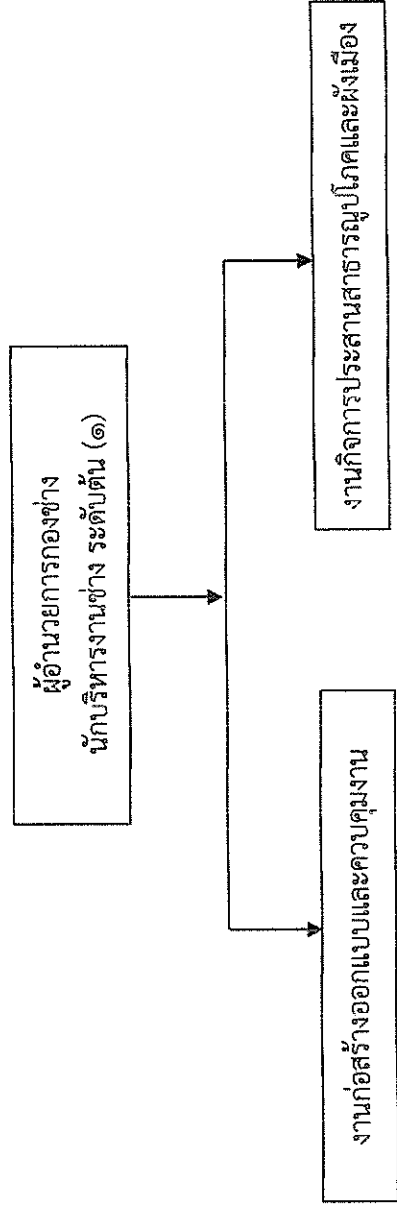 ผู้อำนวยการกองช่าง
นักบริหารงานช่าง ระดับต้น (๑)
งานก่อสร้างออกแบบและควบคุมงาน
งานกิจการประสานสาธารณูปโภคและผังเมือง